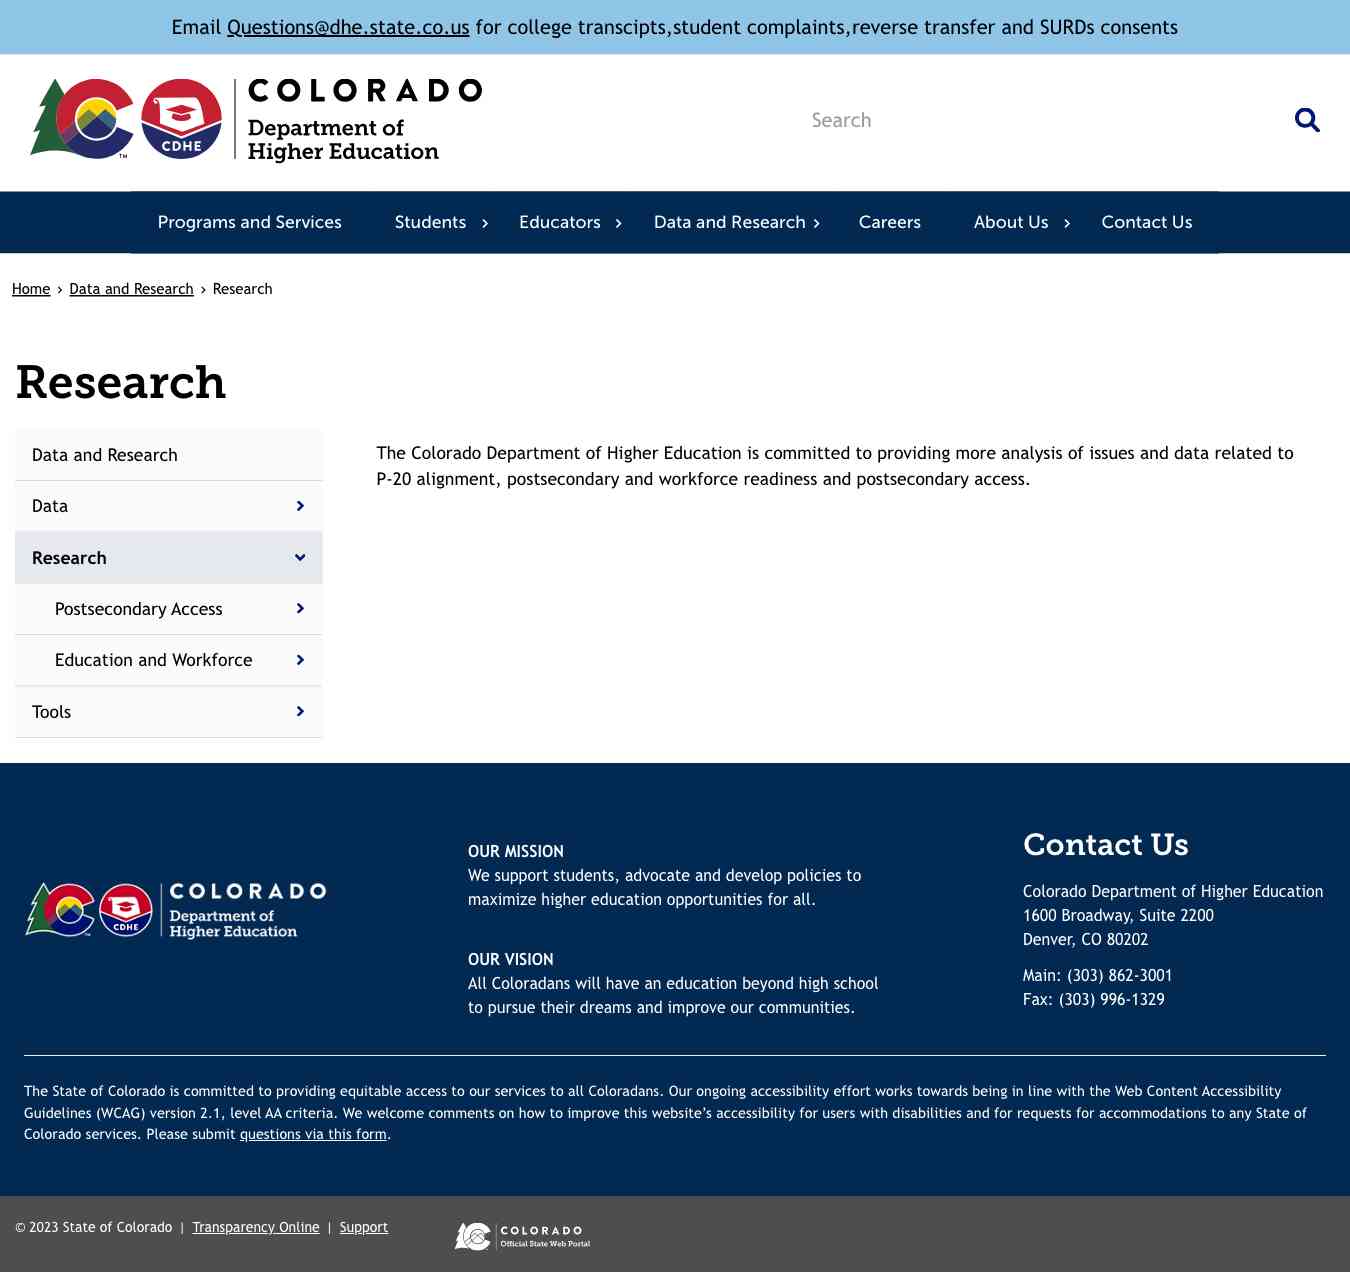 Email Questions@dhe.state.co.us for college transcipts,student complaints,reverse transfer and SURDs consents
CDHE
TM
COLORADO
Department of
Higher Education
Search
Programs and Services Students › Educators › Data and Research › Careers About Us › Contact Us
Home › Data and Research › Research
Research
Data and Research
Data
Research
Postsecondary Access
Education and Workforce
Tools
The Colorado Department of Higher Education is committed to providing more analysis of issues and data related to
P-20 alignment, postsecondary and workforce readiness and postsecondary access.
CDHE
COLORADO
Department of
Higher Education
OUR MISSION
We support students, advocate and develop policies to
maximize higher education opportunities for all.
OUR VISION
All Coloradans will have an education beyond high school
to pursue their dreams and improve our communities.
Contact Us
Colorado Department of Higher Education
1600 Broadway, Suite 2200
Denver, CO 80202
Main: (303) 862-3001
Fax: (303) 996-1329
The State of Colorado is committed to providing equitable access to our services to all Coloradans. Our ongoing accessibility effort works towards being in line with the Web Content Accessibility
Guidelines (WCAG) version 2.1, level AA criteria. We welcome comments on how to improve this website's accessibility for users with disabilities and for requests for accommodations to any State of
Colorado services. Please submit questions via this form.
© 2023 State of Colorado | Transparency Online | Support
COLORADO
Official State Web Portal